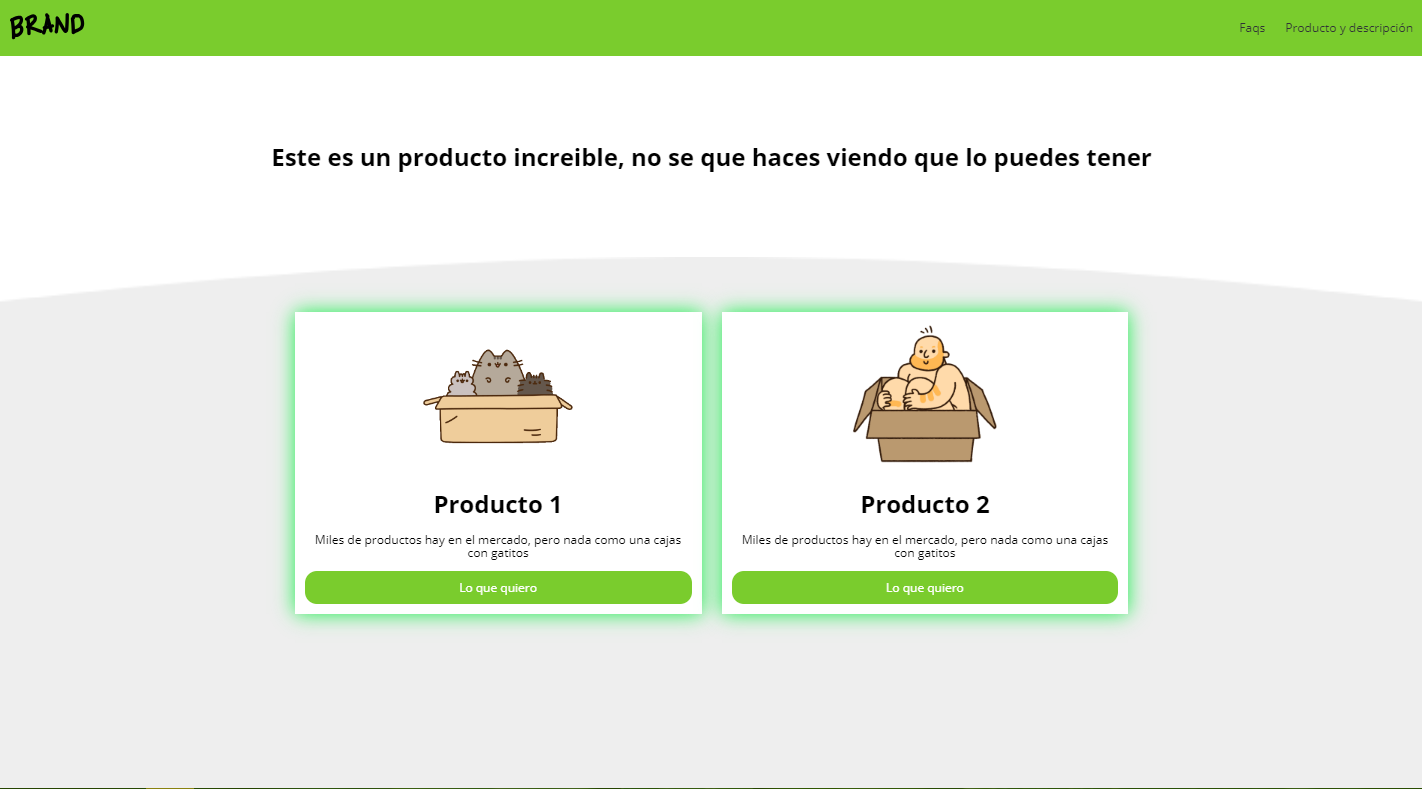 BRAND
Faqs
Producto y descripción
Este es un producto increible, no se que haces viendo que lo puedes tener
Producto 1
Miles de productos hay en el mercado, pero nada como una cajas
con gatitos
Lo que quiero
Producto 2
Miles de productos hay en el mercado, pero nada como una cajas
con gatitos
Lo que quiero